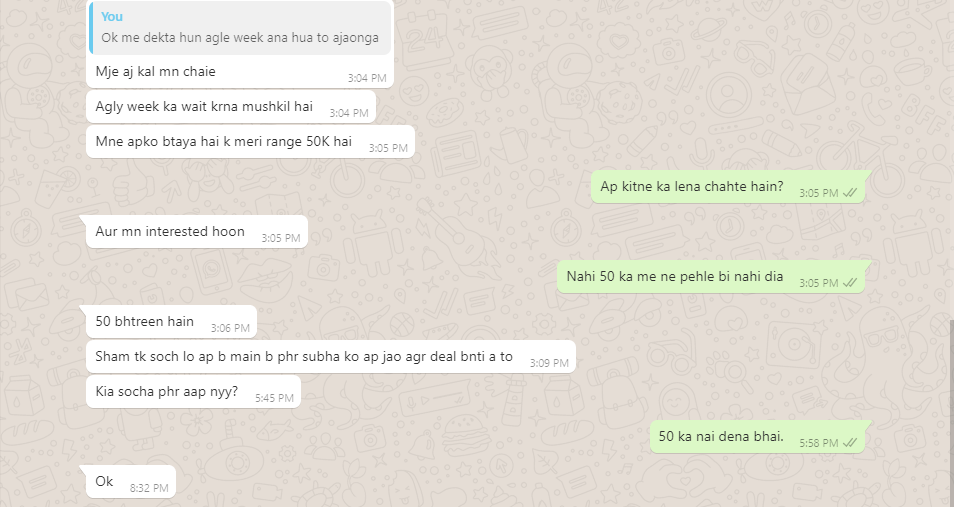 You
Ok me dekta hun agle week ana hua to ajaonga
Mje aj kal mn chaie
3:04 PM
Agly week ka wait krna mushkil hai
3:04 PM
Mne apko btaya hai k meri range 50K hai
3:05 PM
Ap kitne ka lena chahte hain?
3:05 PM
Aur mn interested hoon
3:05 PM
Nahi 50 ka me ne pehle bi nahi dia
3:05 PM
50 bhtreen hain
3:06 PM
Sham tk soch lo ap b main b phr subha ko ap jao agr deal bnti a to
3:09 PM
Kia socha phr aap nyy?
5:45 PM
50 ka nai dena bhai.
5:58 PM
Ok
8:32 PM